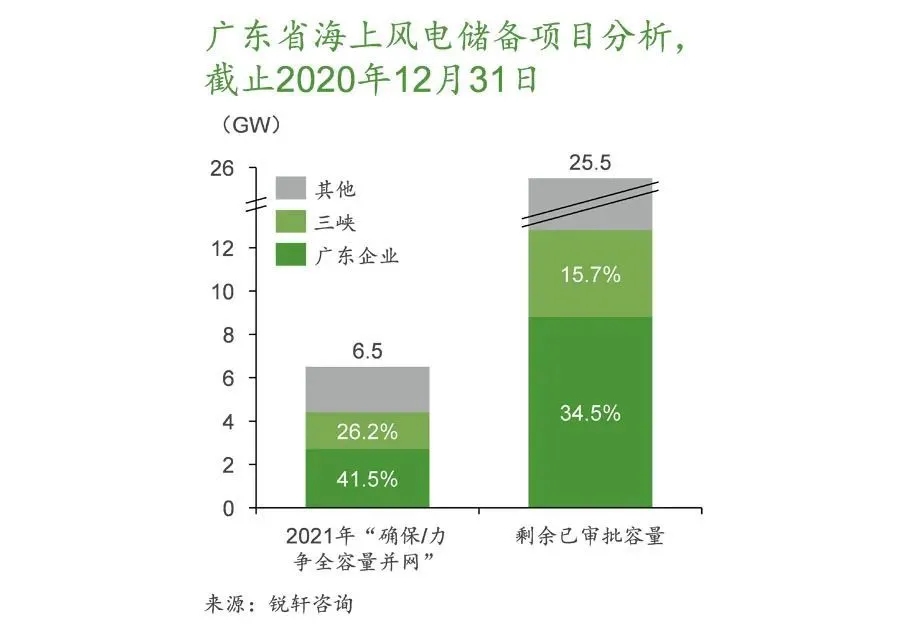 广东省海上风电储备项目分析，
截止2020年12月31日
（GW）
26
12
10
8
6
4
2
0
其他
三峡
广东企业
6.5
26.2%
41.5%
25.5
15.7%
34.5%
2021年“确保/力
争全容量并网”
剩余已审批容量
来源：锐轩咨询